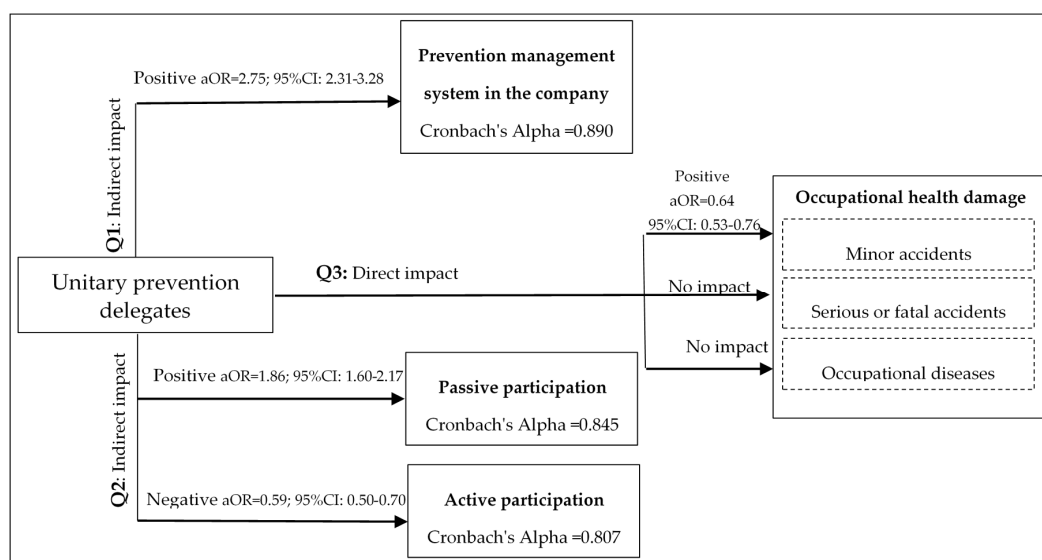 Prevention management
system in the company
Cronbach's Alpha =0.890
Positive aOR=2.75; 95%CI: 2.31-3.28
Q1: Indirect impact
Unitary prevention
delegates
Q3: Direct impact
Positive
aOR=0.64
95%CI: 0.53-0.76
No impact
No impact
Occupational health damage
Minor accidents
Serious or fatal accidents
Occupational diseases
Q2: Indirect impact
Positive aOR=1.86; 95%CI: 1.60-2.17
Passive participation
Cronbach's Alpha =0.845
Negative aOR=0.59; 95%CI: 0.50-0.70
Active participation
Cronbach's Alpha =0.807